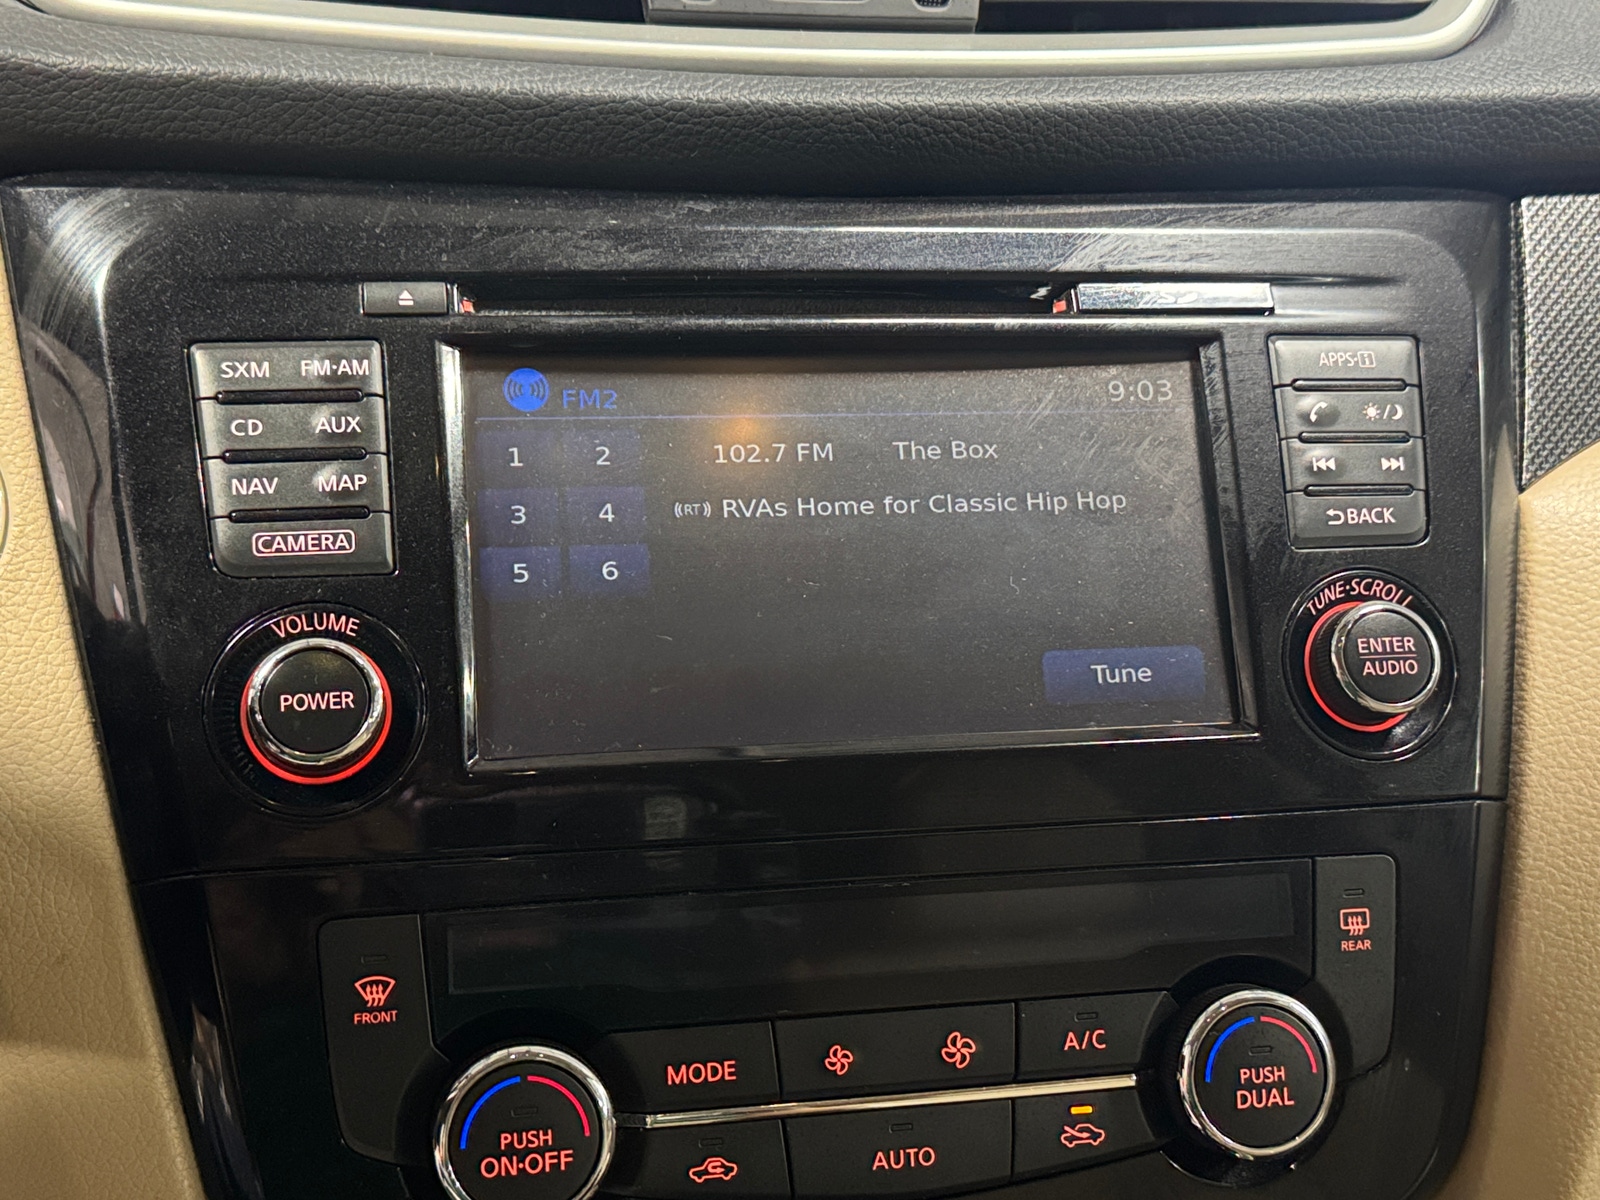 SD
SXM FM·AM
CD AUX
NAV MAP
CAMERA
VOLUME
POWER
FM2 9:03
1 2 102.7 FM The Box
3 4 ((RT)) RVAs Home for Classic Hip Hop
5 6
Tune
APPS·i
BACK
TUNE·SCROLL
ENTER
AUDIO
FRONT
REAR
MODE
A/C
PUSH
ON·OFF
AUTO
PUSH
DUAL